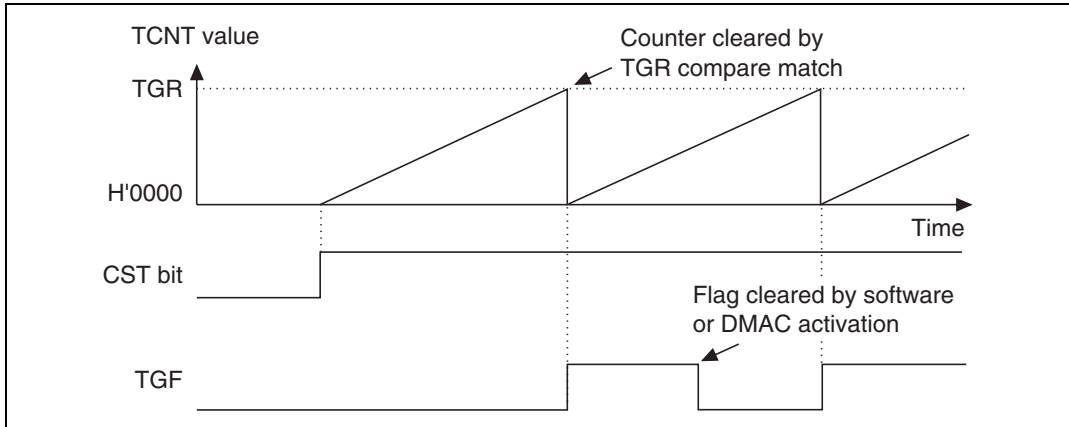 TCNT value
Counter cleared by
TGR compare match
TGR
H'0000
Time
CST bit
Flag cleared by software
or DMAC activation
TGF